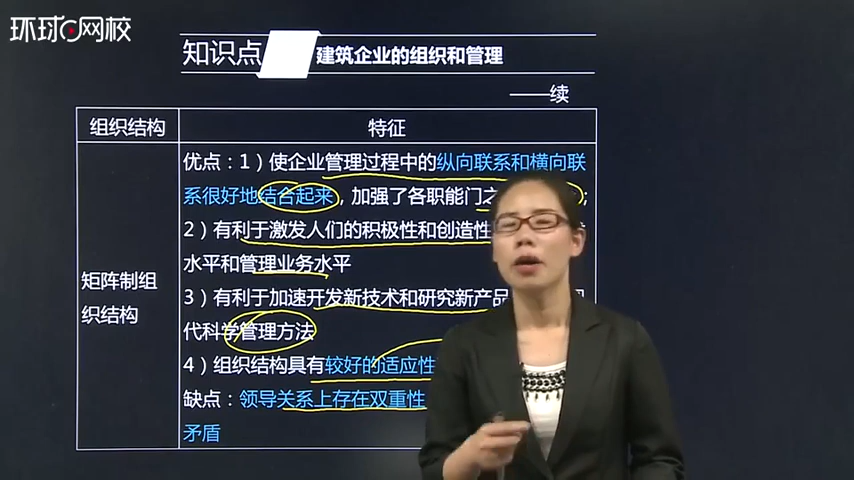 环球网校
知识点 建筑企业的组织和管理
——续
组织结构 特征
矩阵制组
织结构
优点：1）使企业管理过程中的纵向联系和横向联
系很好地结合起来，加强了各职能门之；
2）有利于激发人们的积极性和创造性
水平和管理业务水平
3）有利于加速开发新技术和研究新产品
代科学管理方法
4）组织结构具有较好的适应性
缺点：领导关系上存在双重性
矛盾